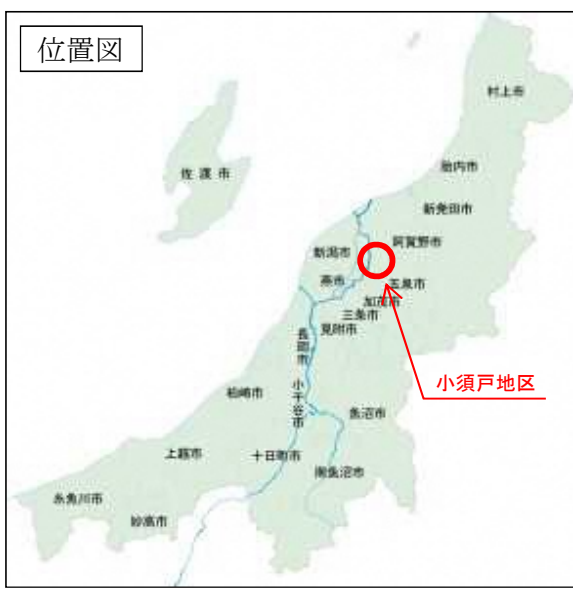 位置図
村上市
胎内市
佐渡市
新発田市
阿賀野市
新潟市
燕市
五泉市
加茂市
三条市
見附市
長岡市
小須戸地区
柏崎市
小千谷市
魚沼市
上越市
十日町市
南魚沼市
糸魚川市
妙高市